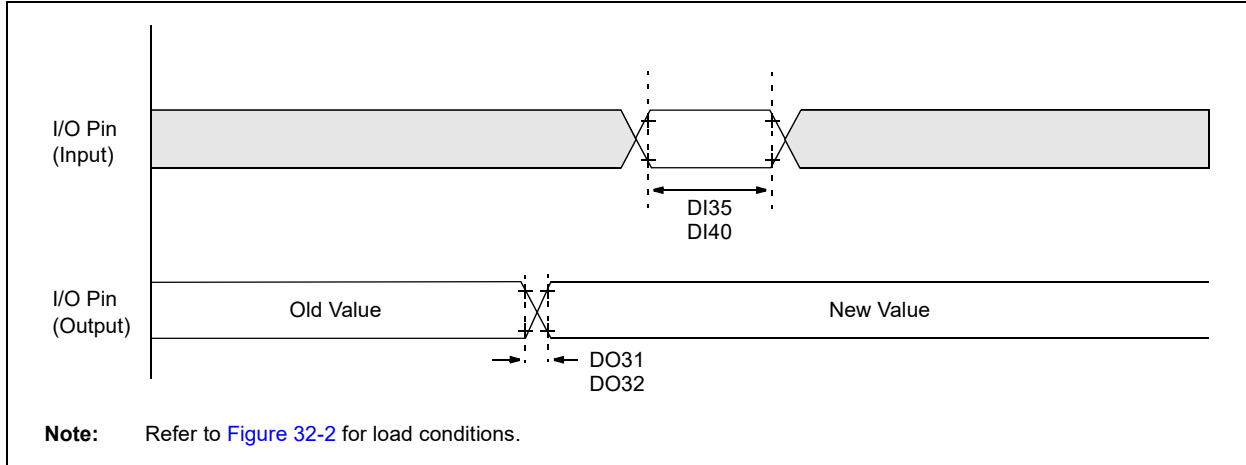 I/O Pin
(Input)
DI35
DI40
I/O Pin
(Output)
Old Value
New Value
DO31
DO32
Note: Refer to Figure 32-2 for load conditions.